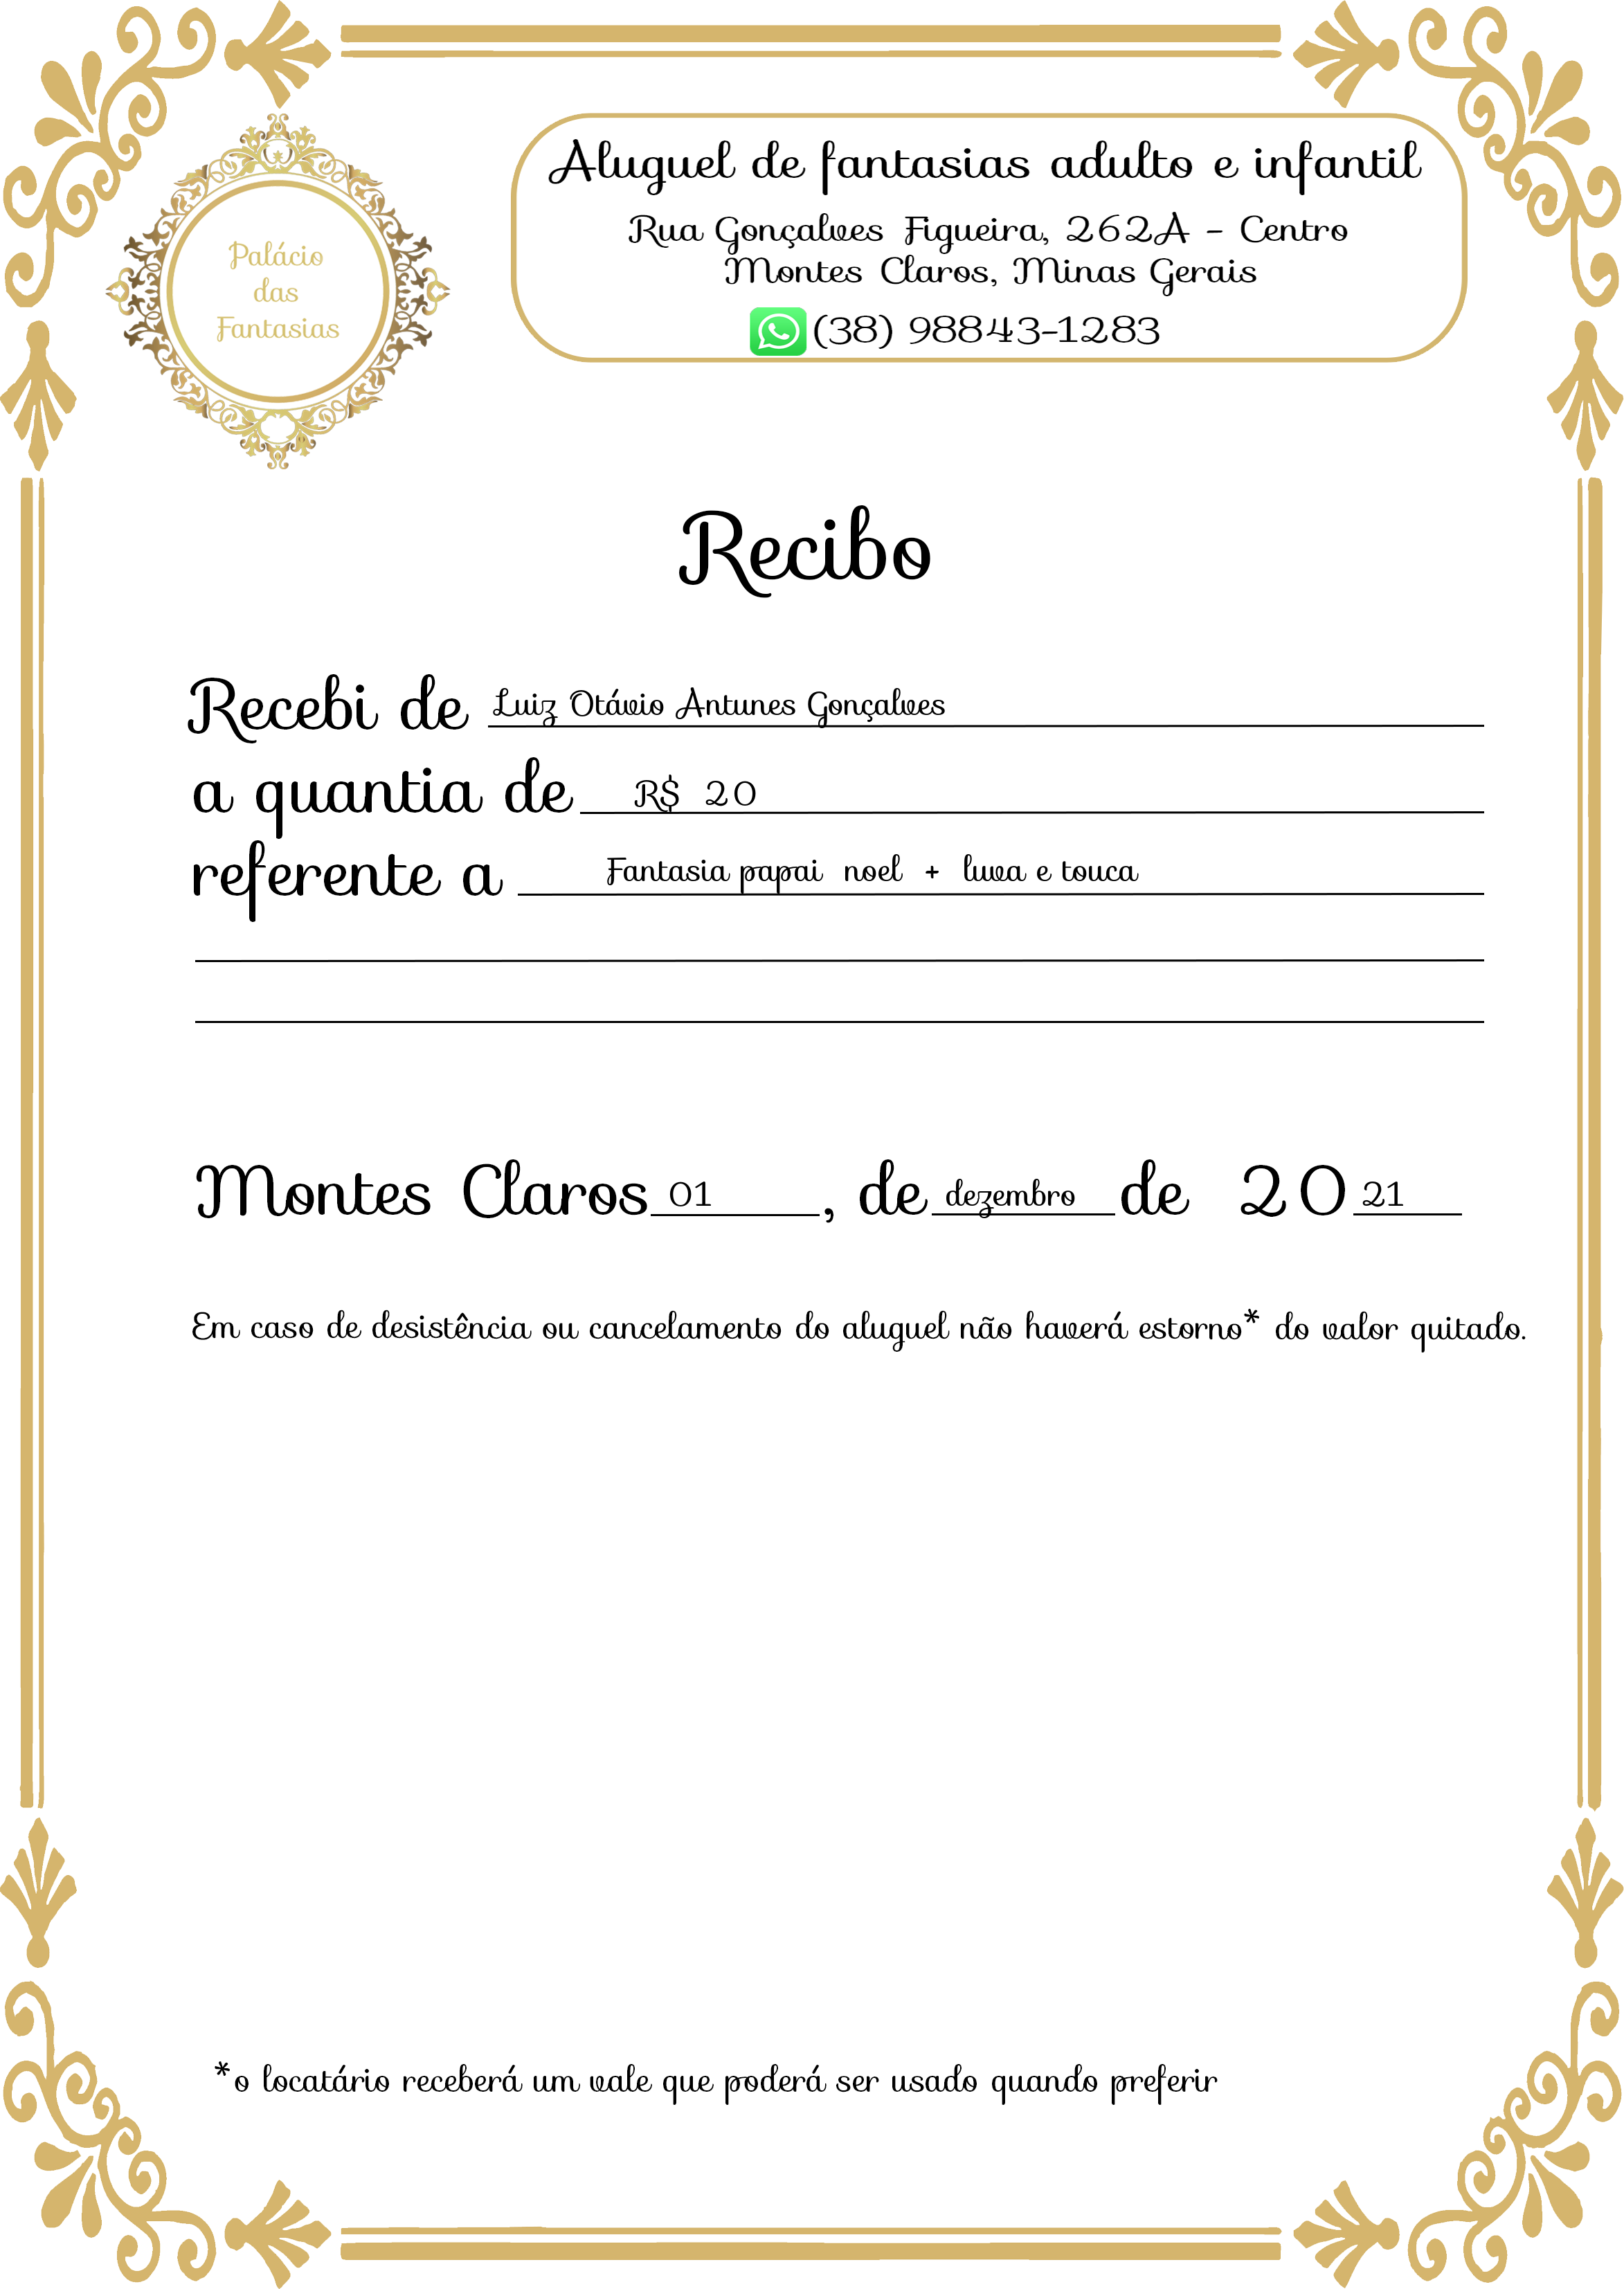 Palácio
das
Fantasias
Aluguel de fantasias adulto e infantil
Rua Gonçalves Figueira, 262A - Centro
Montes Claros, Minas Gerais
(38) 98843-1283
Recibo
Recebi de Luiz Otávio Antunes Gonçalves
a quantia de R$ 20
referente a Fantasia papai noel + luva e touca
Montes Claros 01, de dezembro de 2021
Em caso de desistência ou cancelamento do aluguel não haverá estorno* do valor quitado.
*o locatário receberá um vale que poderá ser usado quando preferir